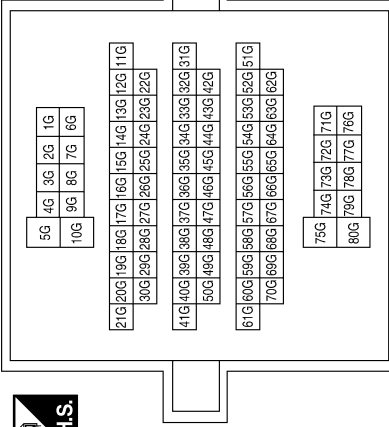 5G 4G 3G 2G 1G
10G 9G 8G 7G 6G
21G 20G 19G 18G 17G 16G 15G 14G 13G 12G 11G
30G 29G 28G 27G 26G 25G 24G 23G 22G
41G 40G 39G 38G 37G 36G 35G 34G 33G 32G 31G
50G 49G 48G 47G 46G 45G 44G 43G 42G
61G 60G 59G 58G 57G 56G 55G 54G 53G 52G 51G
70G 69G 68G 67G 66G 65G 64G 63G 62G
75G 74G 73G 72G 71G
80G 79G 78G 77G 76G
H.S.